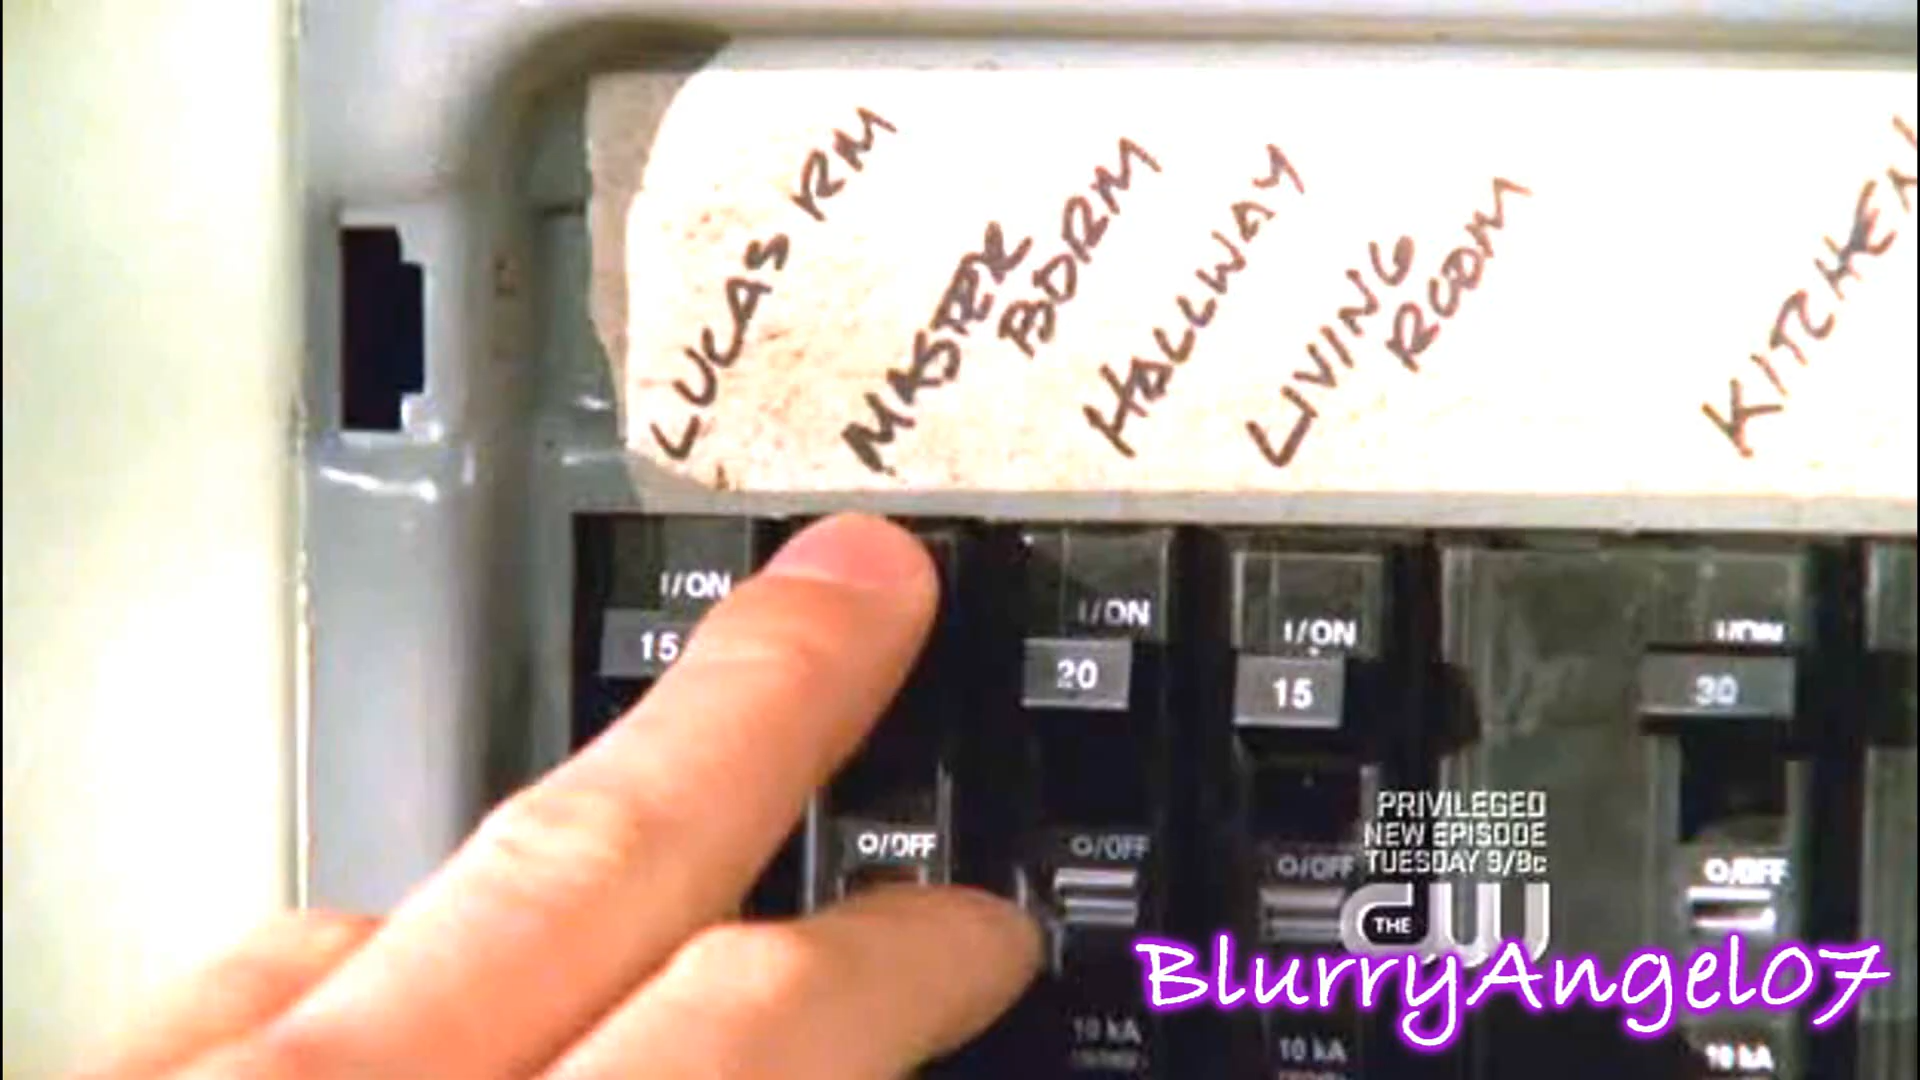 LUCAS RM
MASTER
BDRM
HALLWAY
LIVING
ROOM
KITCHEN
I/ON
15
I/ON
20
I/ON
15
I/ON
30
O/OFF
O/OFF
O/OFF
O/OFF
10 kA
10 kA
10 kA
PRIVILEGED
NEW EPISODE
TUESDAY 9/8c
THE CW
BlurryAngel07